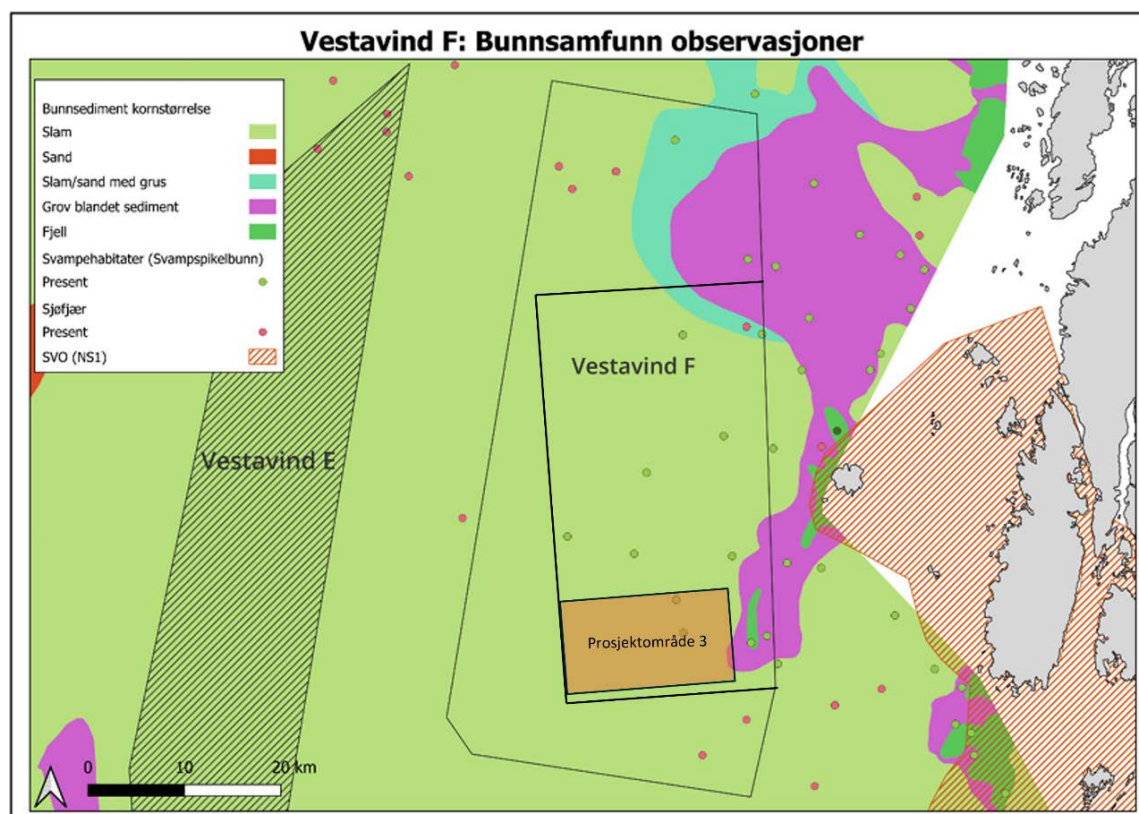 Vestavind F: Bunnsamfunn observasjoner
Bunnsediment kornstørrelse
Slam
Sand
Slam/sand med grus
Grov blandet sediment
Fjell
Svampehabitater (Svampspikelbunn)
Present
Sjøfjær
Present
SVO (NS1)
Vestavind F
Vestavind E
Prosjektområde 3
0 10 20 km